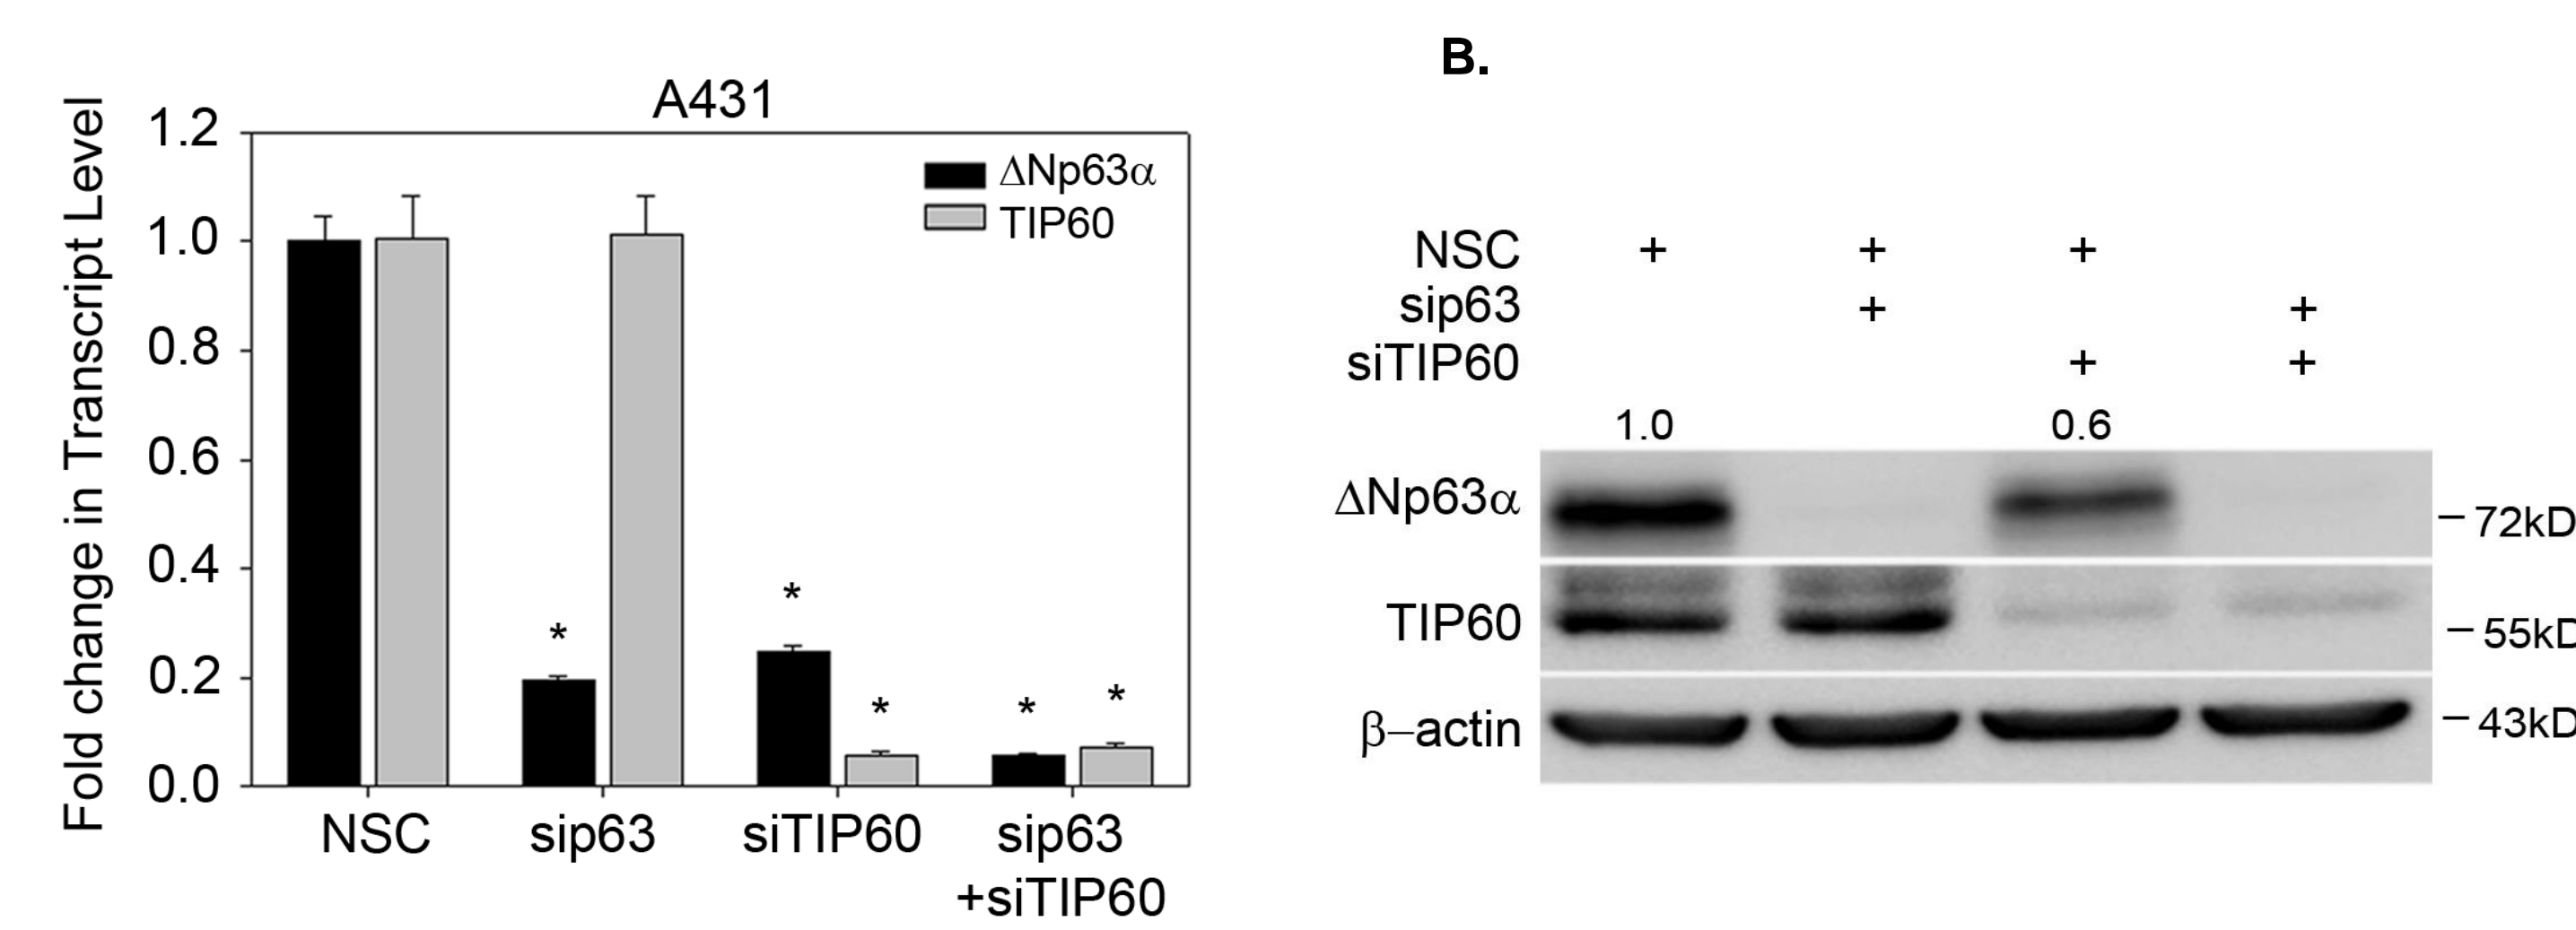 A431
Fold change in Transcript Level
1.2
1.0
0.8
0.6
0.4
0.2
0.0
ΔNp63α
TIP60
*
*
*
*
*
NSC
sip63
siTIP60
sip63
+siTIP60
B.
NSC + + +
sip63 + +
siTIP60 + +
1.0 0.6
ΔNp63α
－72kD
TIP60
－55kD
β–actin
－43kD